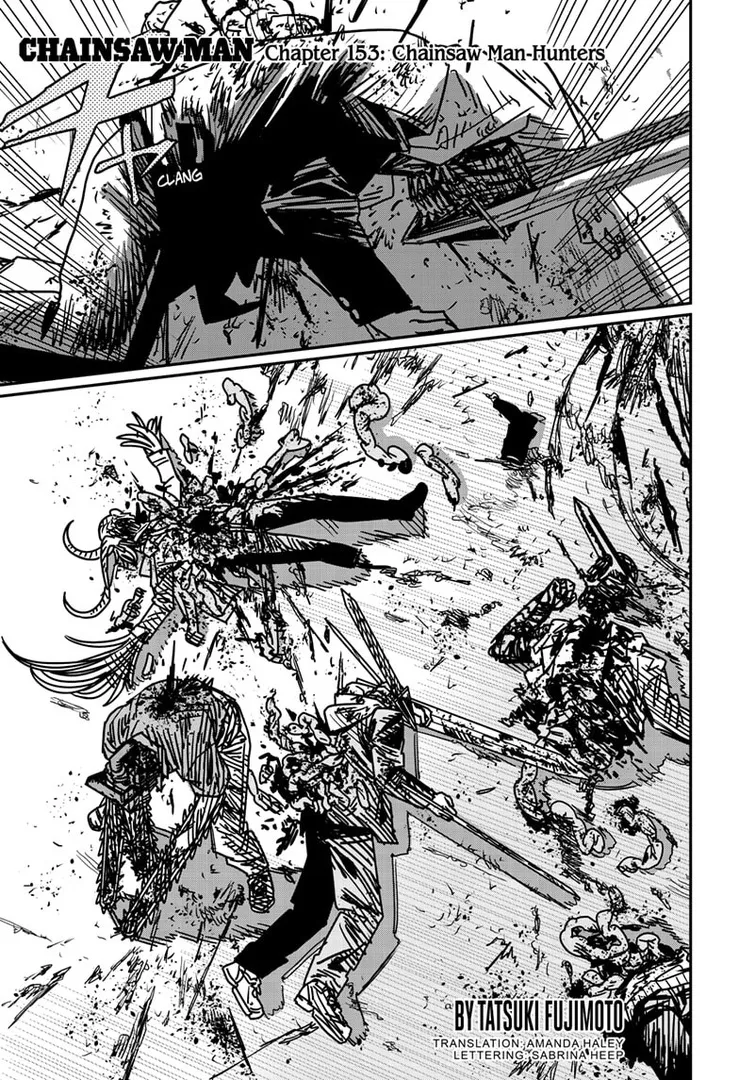 CHAINSAW MAN Chapter 153: Chainsaw Man-Hunters
CLANG
BY TATSUKI FUJIMOTO
TRANSLATION: AMANDA HALEY
LETTERING: SABRINA HEEP